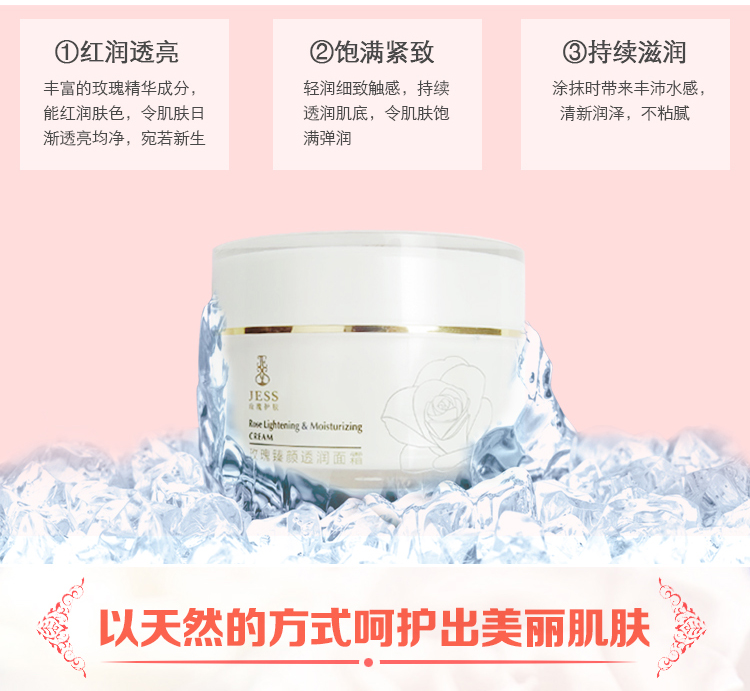 ①红润透亮
丰富的玫瑰精华成分，
能红润肤色，令肌肤日
渐透亮均净，宛若新生
②饱满紧致
轻润细致触感，持续
透润肌底，令肌肤饱
满弹润
③持续滋润
涂抹时带来丰沛水感，
清新润泽，不粘腻
JESS
玫瑰护肤
Rose Lightening & Moisturizing
CREAM
玫瑰臻颜透润面霜
以天然的方式呵护出美丽肌肤